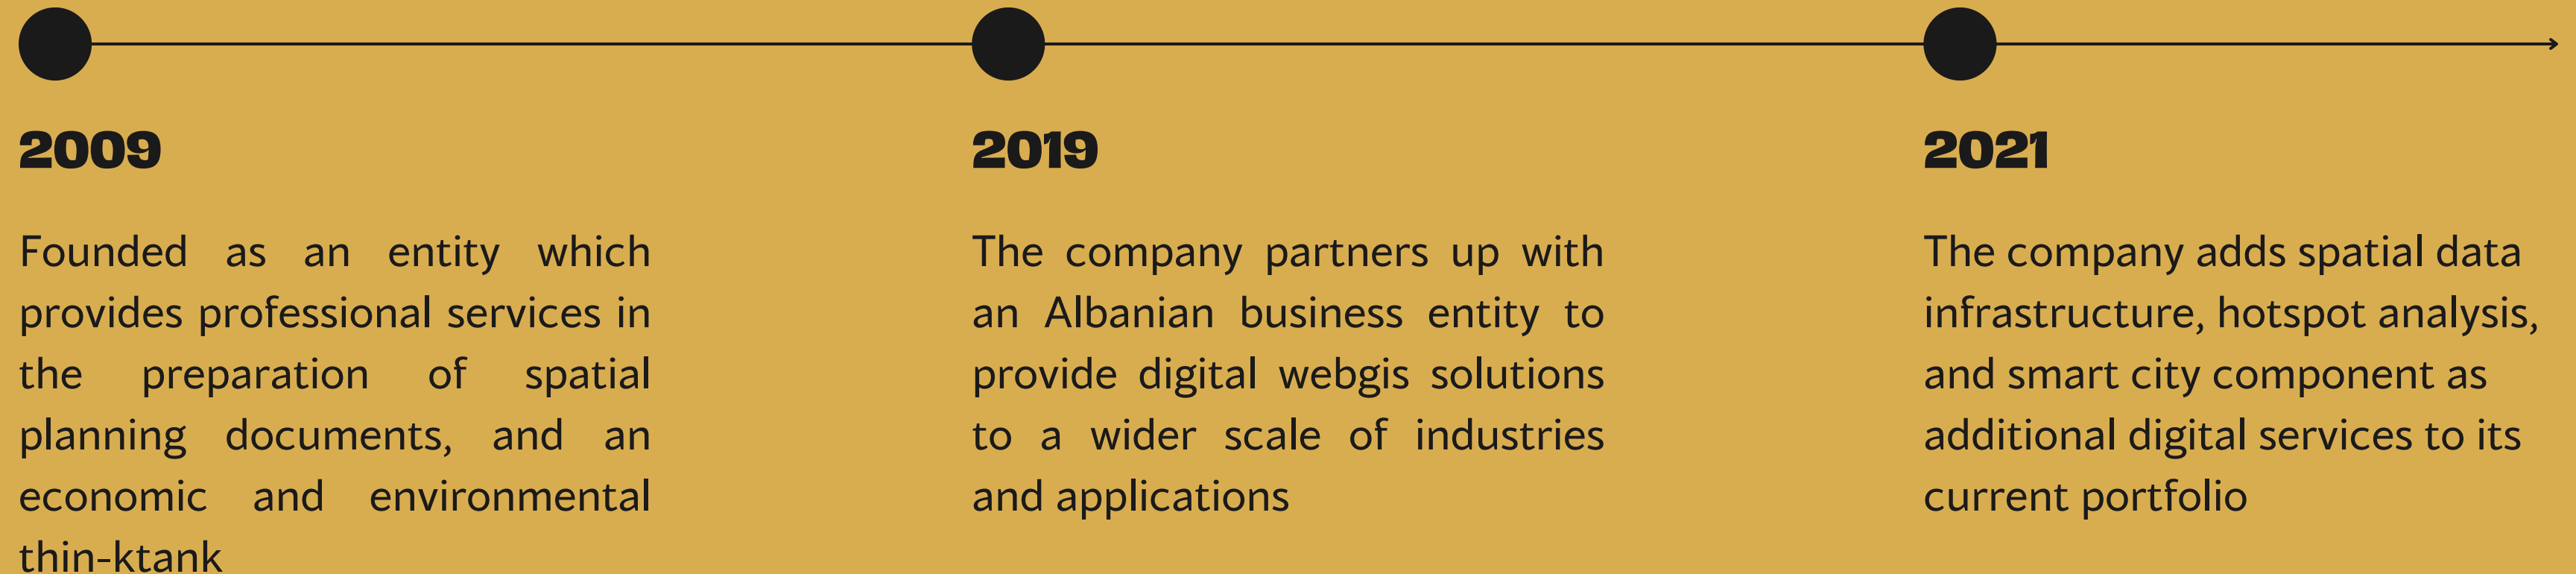 2009
Founded as an entity which
provides professional services in
the preparation of spatial
planning documents, and an
economic and environmental
thin-ktank
2019
The company partners up with
an Albanian business entity to
provide digital webgis solutions
to a wider scale of industries
and applications
2021
The company adds spatial data
infrastructure, hotspot analysis,
and smart city component as
additional digital services to its
current portfolio